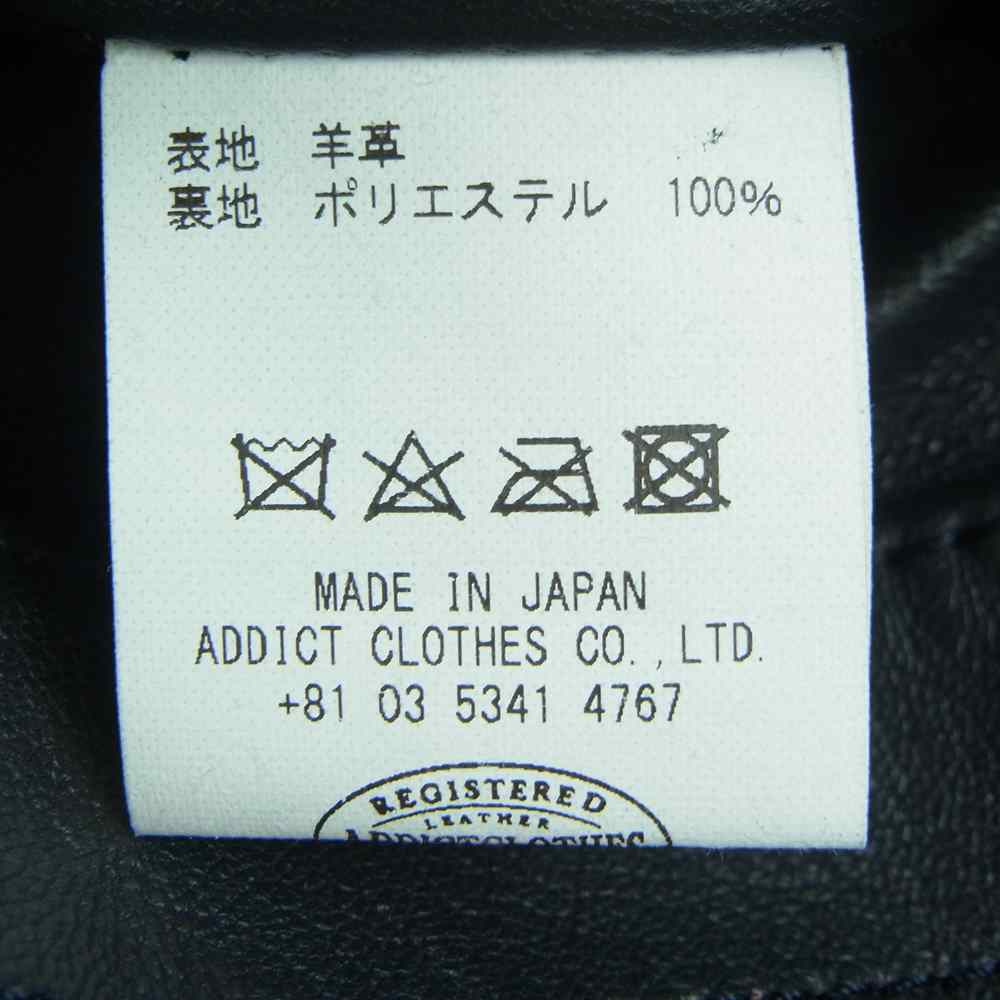 表地 羊革
裏地 ポリエステル 100%
MADE IN JAPAN
ADDICT CLOTHES CO.,LTD.
+81 03 5341 4767
REGISTERED
LEATHER
ADDICTCLOTHES